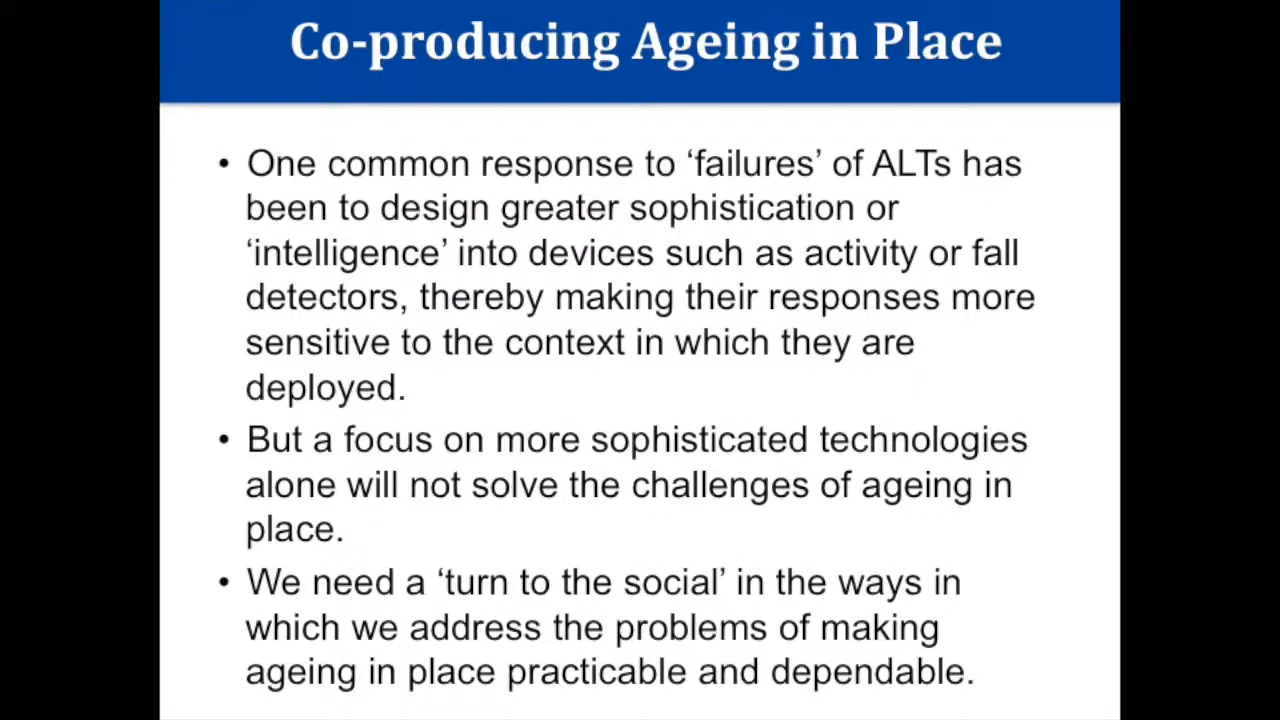 Co-producing Ageing in Place
• One common response to ‘failures’ of ALTs has
been to design greater sophistication or
‘intelligence’ into devices such as activity or fall
detectors, thereby making their responses more
sensitive to the context in which they are
deployed.
• But a focus on more sophisticated technologies
alone will not solve the challenges of ageing in
place.
• We need a ‘turn to the social’ in the ways in
which we address the problems of making
ageing in place practicable and dependable.